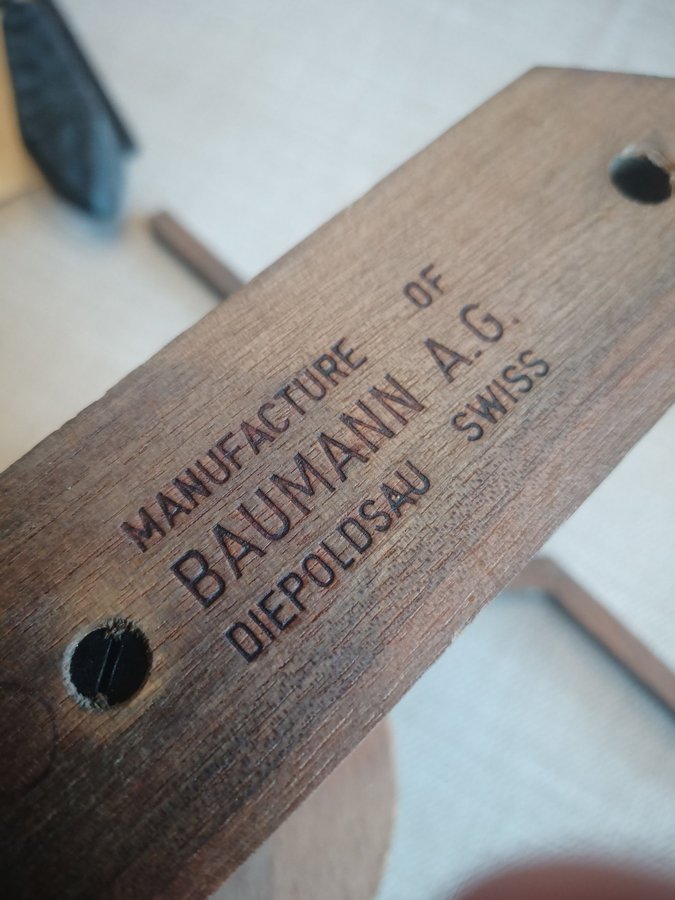 MANUFACTURE OF
BAUMANN A.G.
DIEPOLDSAU SWISS